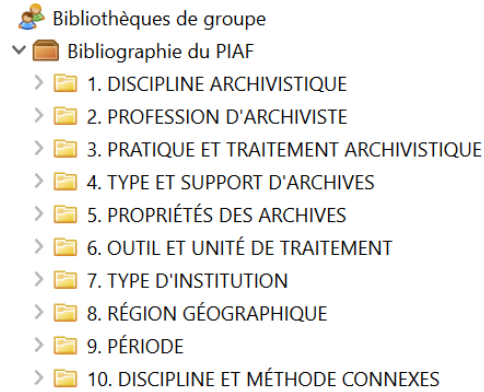 Bibliothèques de groupe
Bibliographie du PIAF
1. DISCIPLINE ARCHIVISTIQUE
2. PROFESSION D'ARCHIVISTE
3. PRATIQUE ET TRAITEMENT ARCHIVISTIQUE
4. TYPE ET SUPPORT D'ARCHIVES
5. PROPRIÉTÉS DES ARCHIVES
6. OUTIL ET UNITÉ DE TRAITEMENT
7. TYPE D'INSTITUTION
8. RÉGION GÉOGRAPHIQUE
9. PÉRIODE
10. DISCIPLINE ET MÉTHODE CONNEXES